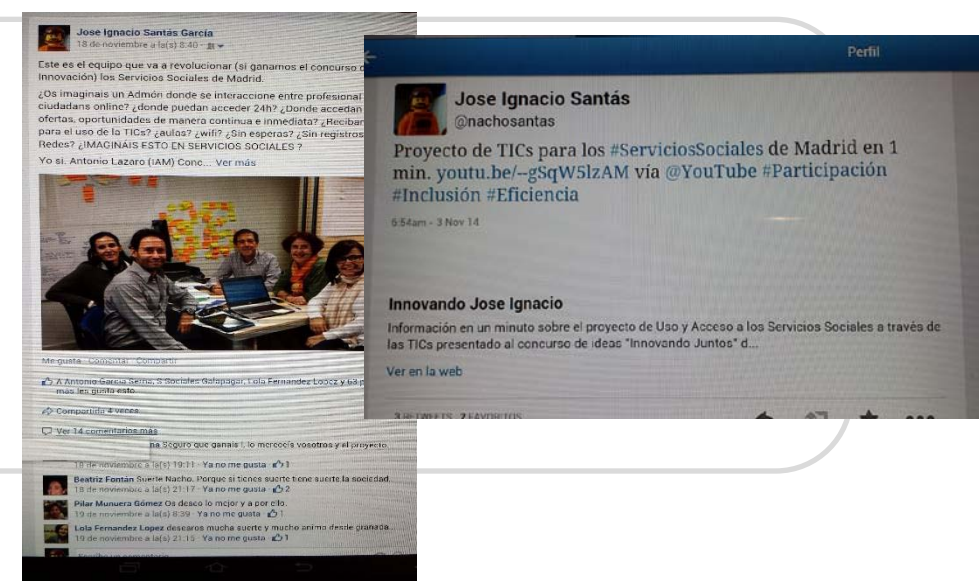 Jose Ignacio Santás García
18 de noviembre a la(s) 8:40
Este es el equipo que va a revolucionar (si ganamos el concurso d
Innovación) los Servicios Sociales de Madrid.
¿Os imaginais un Admón donde se interaccione entre profesional
ciudadans online? ¿donde puedan acceder 24h? ¿Donde accedan
ofertas, oportunidades de manera continua e inmediata? ¿Reciban
para el uso de la TICs? ¿aulas? ¿wifi? ¿Sin esperas? ¿Sin registros
Redes? ¿IMAGINÁIS ESTO EN SERVICIOS SOCIALES ?
Yo si. Antonio Lazaro (IAM) Conc... Ver más
Me gusta · Comentar · Compartir
A Antonio García Serna, S Sociales Galapagar, Lola Fernandez Lopez y 63 p
más les gusta esto.
Compartida 4 veces
Ver 14 comentarios más
na Seguro que ganais !, lo merecéis vosotros y el proyecto.
18 de noviembre a la(s) 19:11 · Ya no me gusta · 1
Beatriz Fontán Suerte Nacho. Porque si tienes suerte tiene suerte la sociedad.
18 de noviembre a la(s) 21:17 · Ya no me gusta · 2
Pilar Munuera Gómez Os deseo lo mejor y a por ello.
19 de noviembre a la(s) 8:39 · Ya no me gusta · 1
Lola Fernandez Lopez desearos mucha suerte y mucho animo desde granada
19 de noviembre a la(s) 21:15 · Ya no me gusta · 1
Escribe un comentario
Perfil
Jose Ignacio Santás
@nachosantas
Proyecto de TICs para los #ServiciosSociales de Madrid en 1
min. youtu.be/--gSqW5lzAM vía @YouTube #Participación
#Inclusión #Eficiencia
6:54am - 3 Nov 14
Innovando Jose Ignacio
Información en un minuto sobre el proyecto de Uso y Acceso a los Servicios Sociales a través de
las TICs presentado al concurso de ideas "Innovando Juntos" d...
Ver en la web
3 RETWEETS 2 FAVORITOS